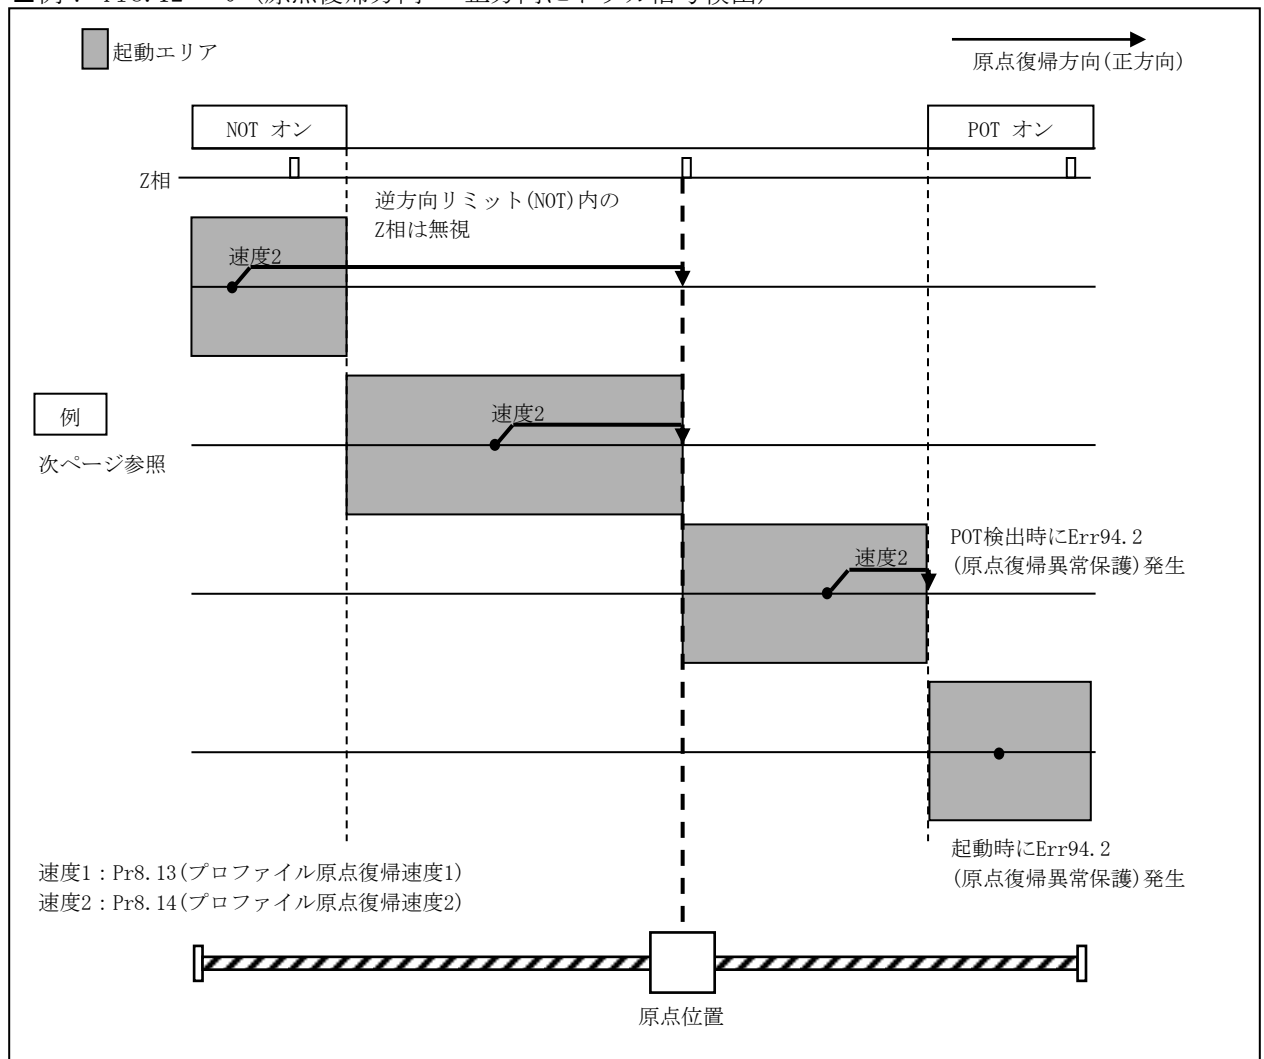 起動エリア
原点復帰方向(正方向)
NOT オン
POT オン
Z相
逆方向リミット(NOT)内の
Z相は無視
速度2
速度2
例
次ページ参照
POT検出時にErr94.2
(原点復帰異常保護)発生
速度2
起動時にErr94.2
(原点復帰異常保護)発生
速度1：Pr8.13(プロファイル原点復帰速度1)
速度2：Pr8.14(プロファイル原点復帰速度2)
原点位置